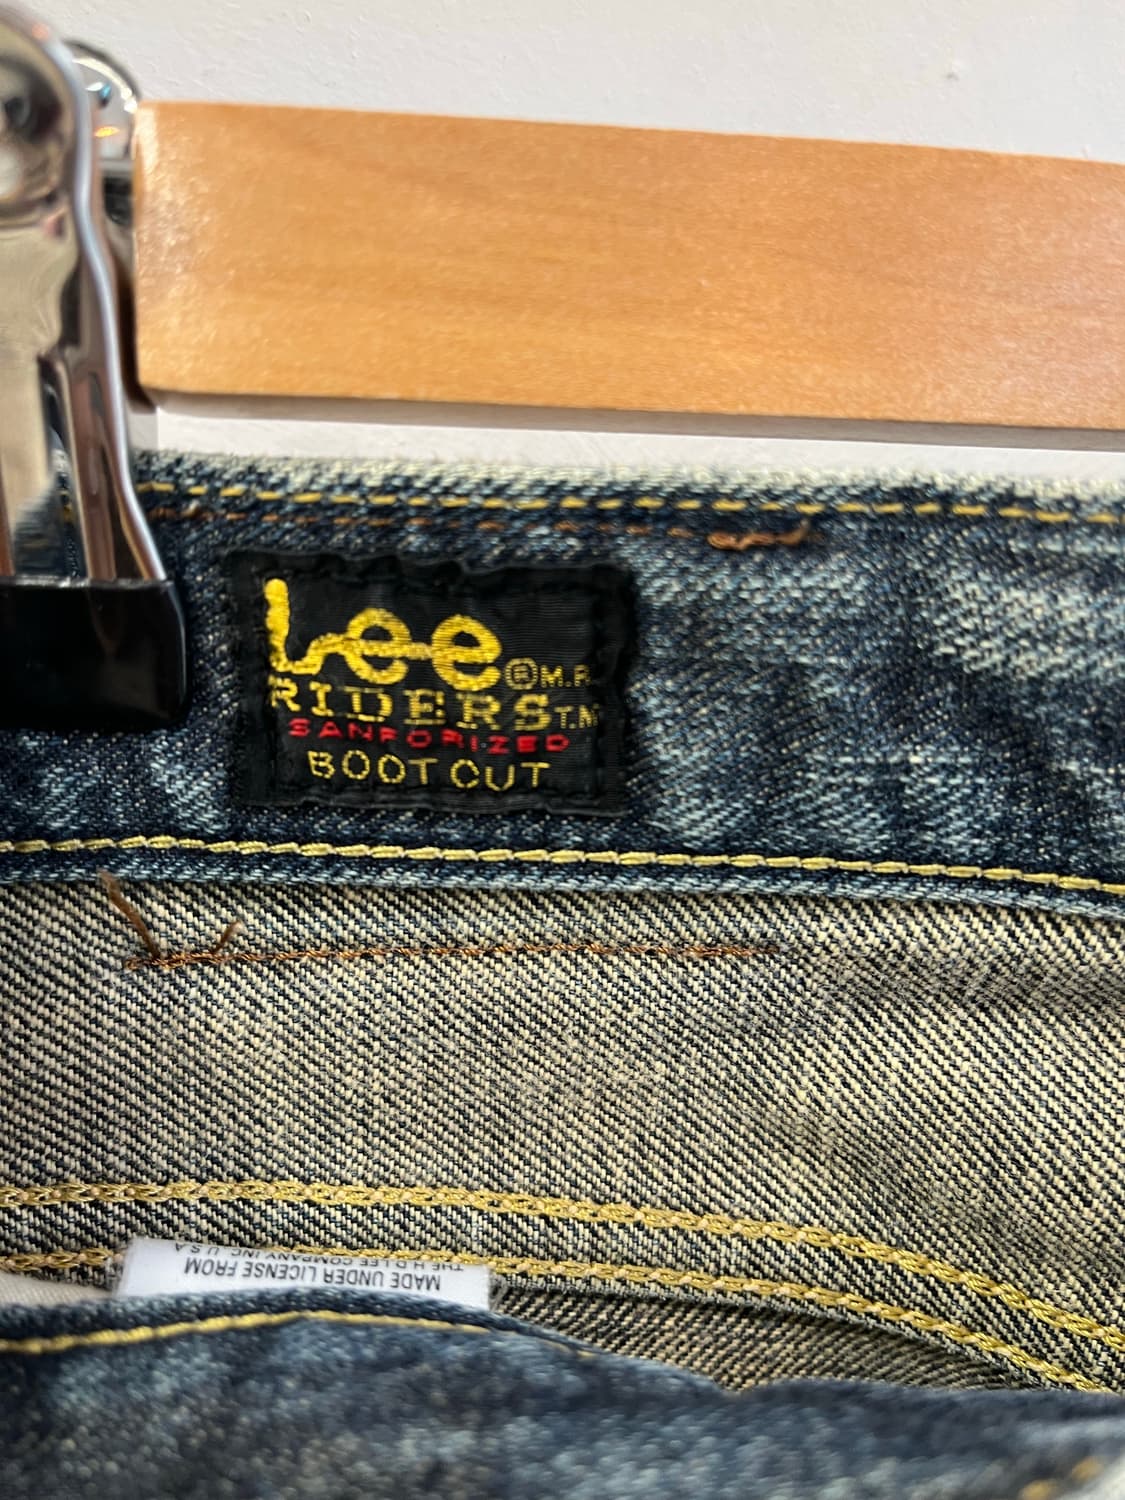 Lee ® M.R.
RIDERS T.M.
SANFORIZED
BOOT CUT
MADE UNDER LICENSE FROM
THE H.D LEE COMPANY INC U.S.A